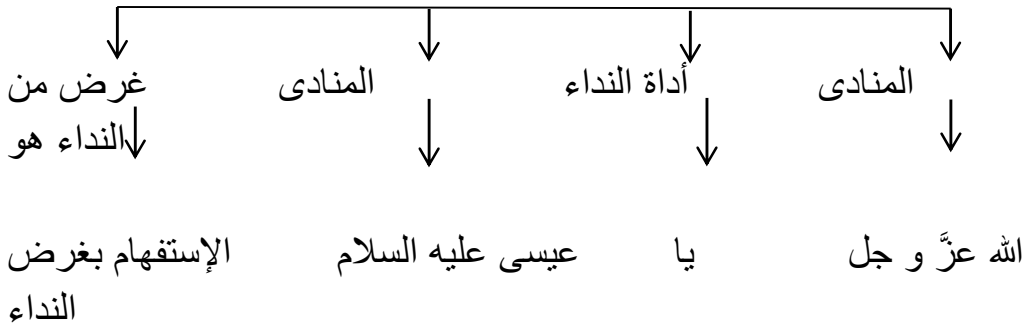 المنادى أداة النداء المنادى غرض من
النداء هو
الله عزَّ و جل يا عيسى عليه السلام الإستفهام بغرض
النداء